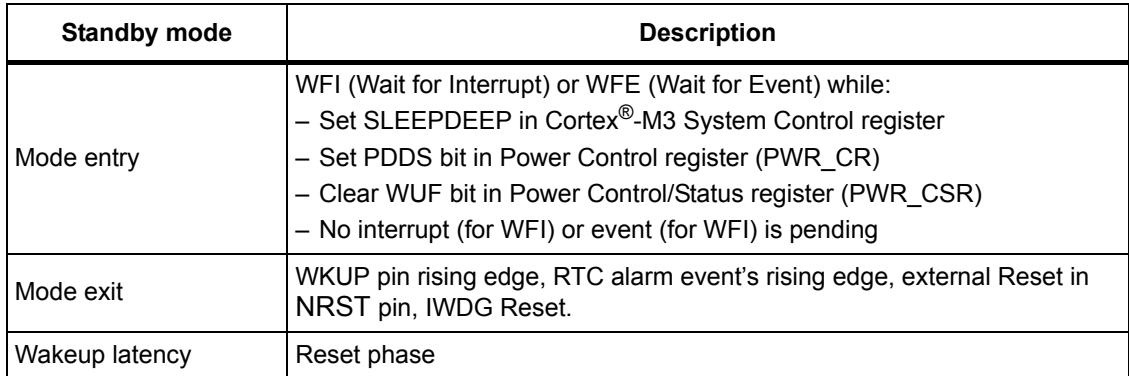 Standby mode Description
Mode entry
WFI (Wait for Interrupt) or WFE (Wait for Event) while:
– Set SLEEPDEEP in Cortex®-M3 System Control register
– Set PDDS bit in Power Control register (PWR_CR)
– Clear WUF bit in Power Control/Status register (PWR_CSR)
– No interrupt (for WFI) or event (for WFI) is pending
Mode exit
WKUP pin rising edge, RTC alarm event's rising edge, external Reset in
NRST pin, IWDG Reset.
Wakeup latency Reset phase